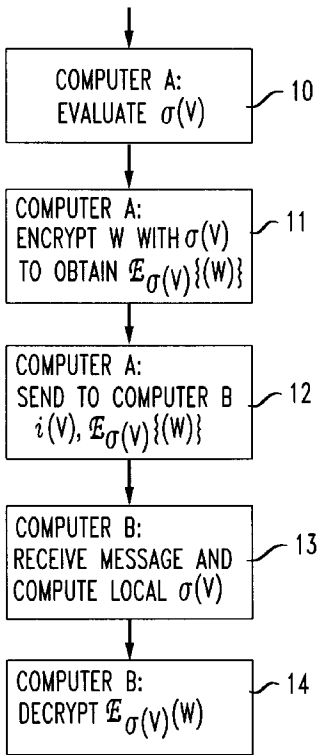 COMPUTER A:
EVALUATE σ(V)
10
COMPUTER A:
ENCRYPT W WITH σ(V)
TO OBTAIN ℰσ(V){(W)}
11
COMPUTER A:
SEND TO COMPUTER B
i(V), ℰσ(V){(W)}
12
COMPUTER B:
RECEIVE MESSAGE AND
COMPUTE LOCAL σ(V)
13
COMPUTER B:
DECRYPT ℰσ(V)(W)
14